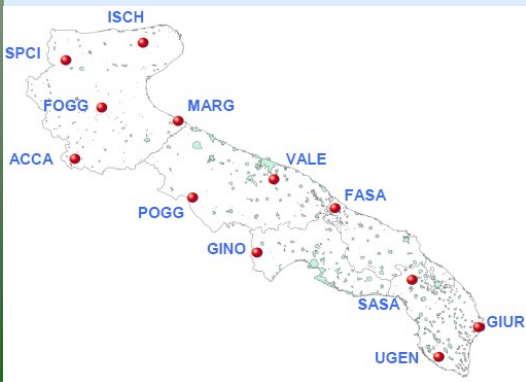 ISCH
SPCI
FOGG
MARG
ACCA
VALE
FASA
POGG
GINO
SASA
GIUR
UGEN